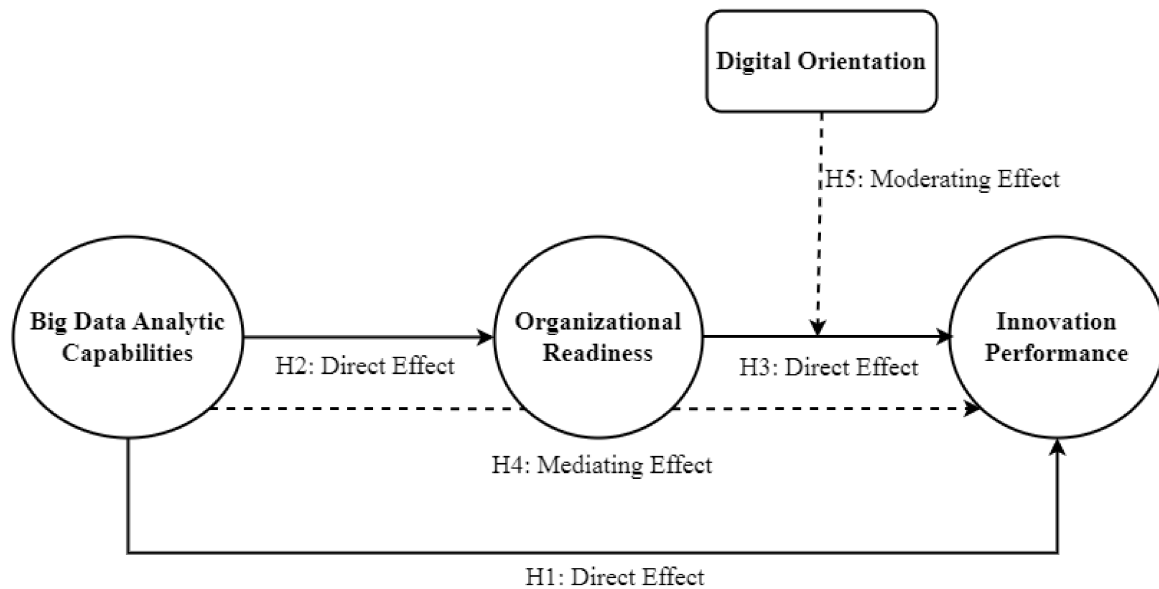 Digital Orientation
H5: Moderating Effect
Big Data Analytic
Capabilities
Organizational
Readiness
Innovation
Performance
H2: Direct Effect
H3: Direct Effect
H4: Mediating Effect
H1: Direct Effect